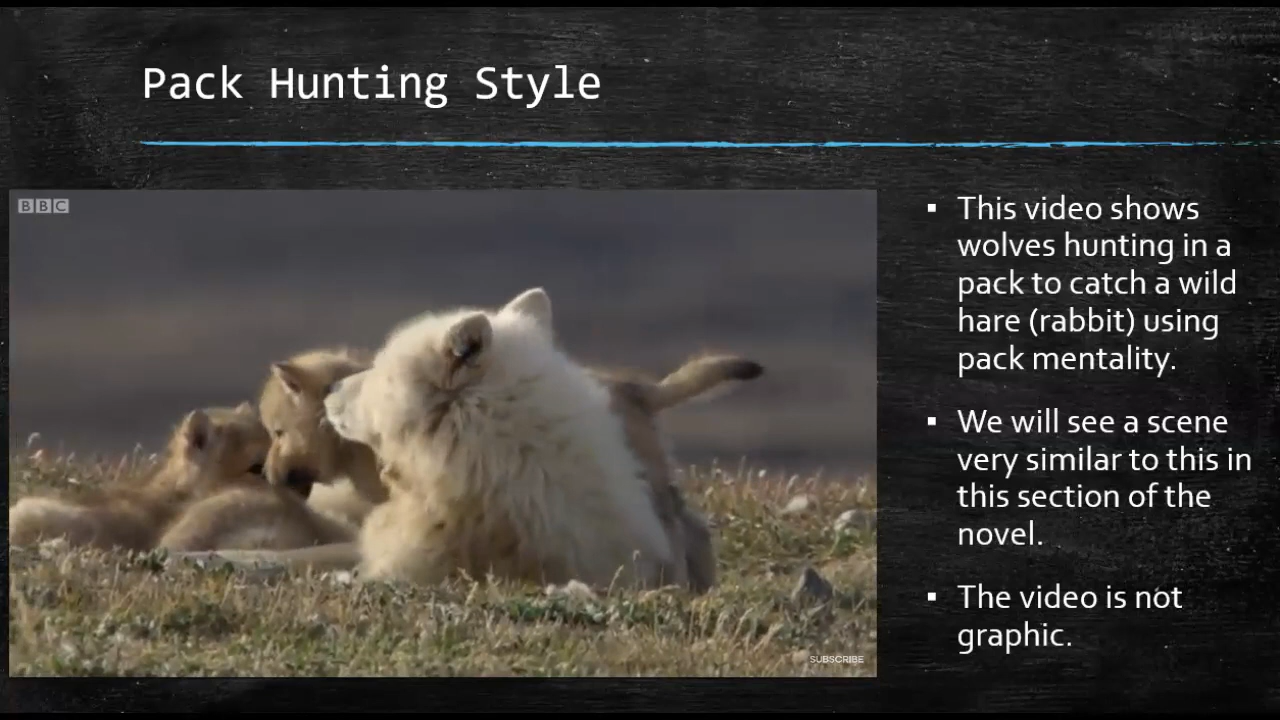 Pack Hunting Style
BBC
▪ This video shows
wolves hunting in a
pack to catch a wild
hare (rabbit) using
pack mentality.
▪ We will see a scene
very similar to this in
this section of the
novel.
▪ The video is not
graphic.
SUBSCRIBE